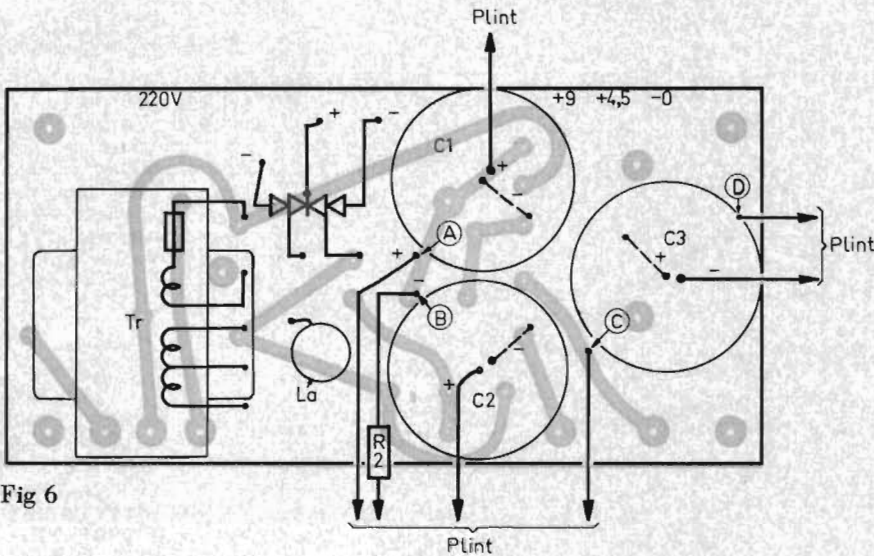 Plint
220V
+9 +4,5 -0
- + -
C1
+
-
D
A
+
C3
+
-
Plint
-
B
C
Tr
La
+
-
C2
R
2
Fig 6
Plint